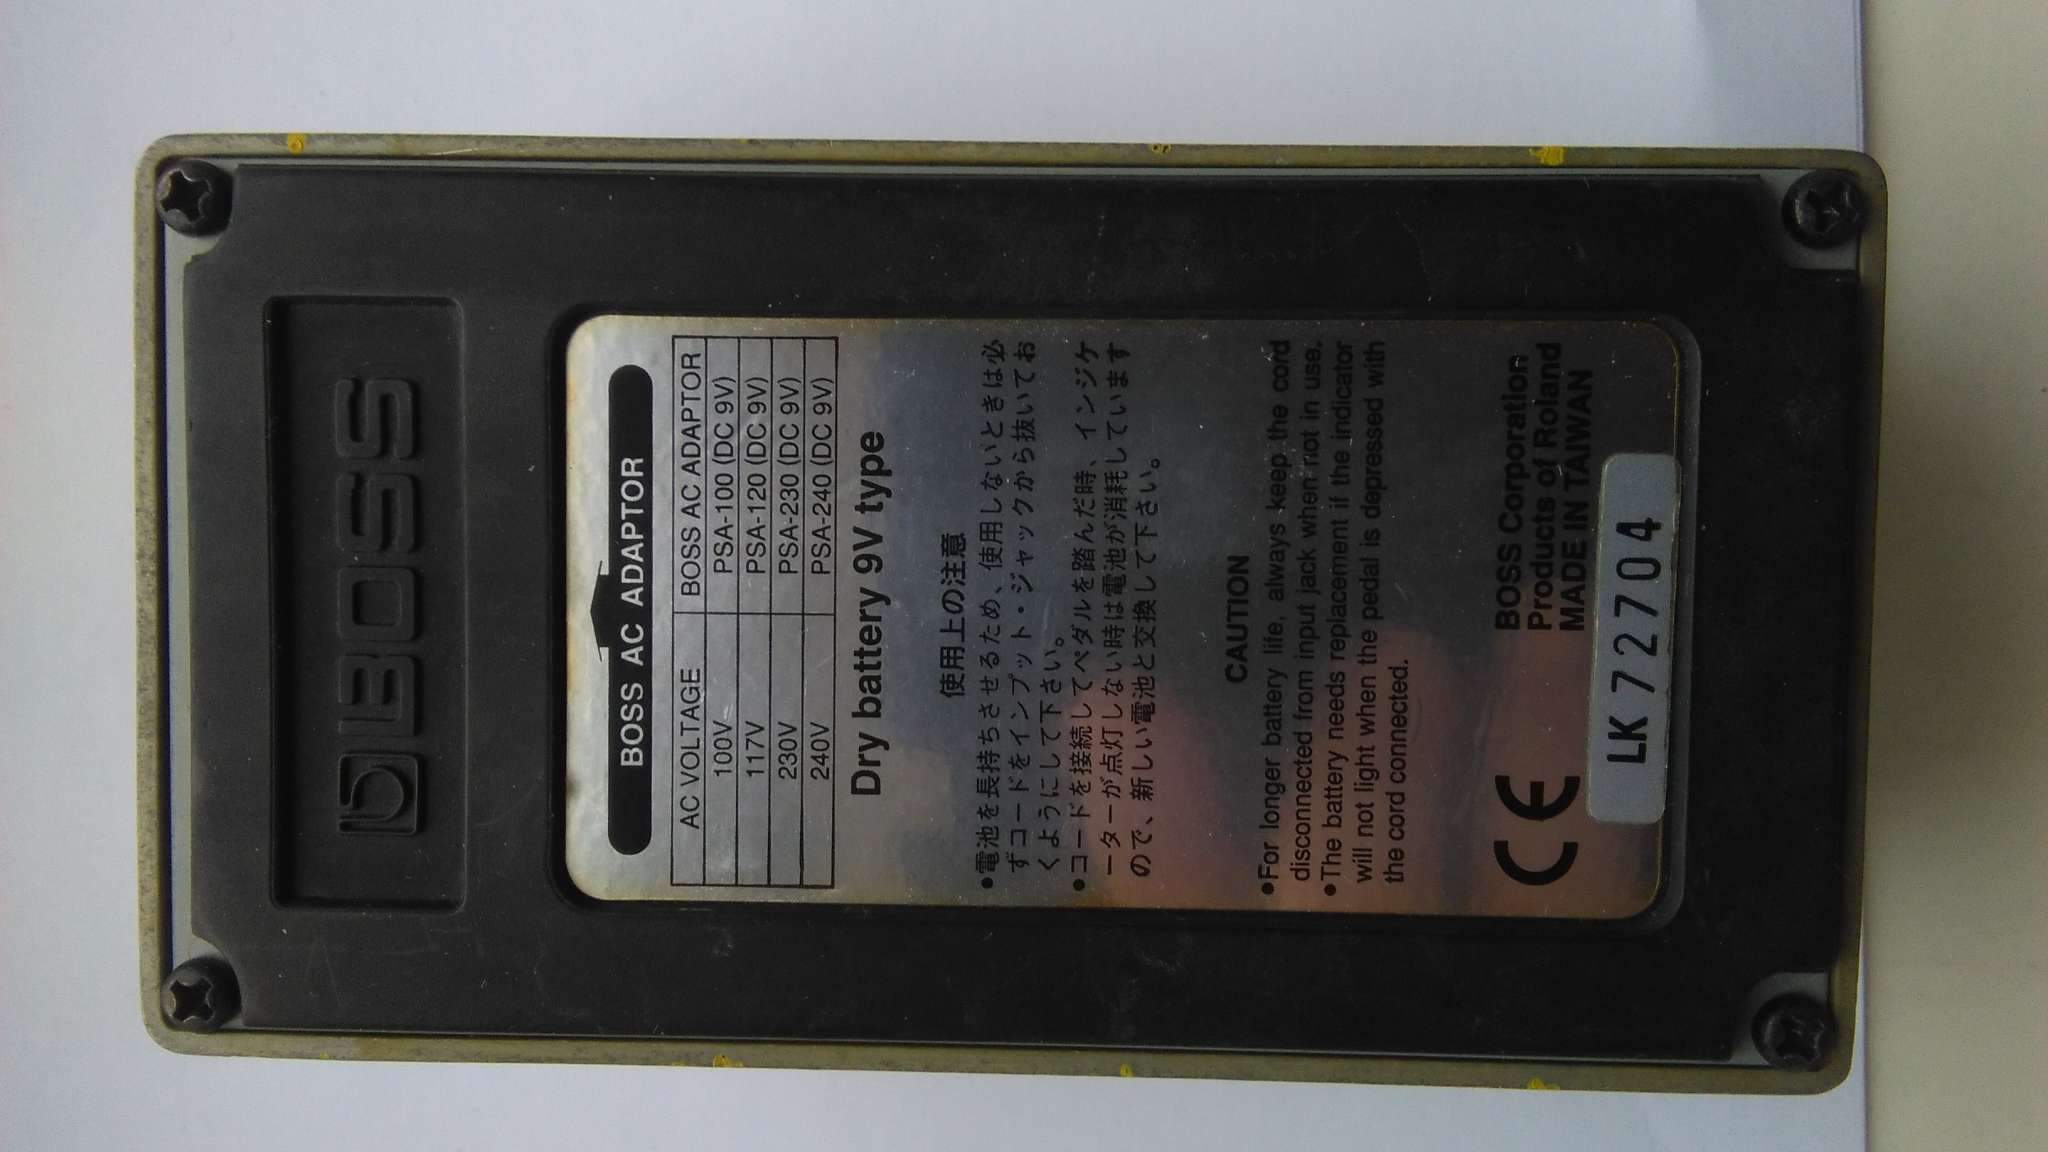 BOSS
BOSS AC ADAPTOR
AC VOLTAGE BOSS AC ADAPTOR
100V PSA-100 (DC 9V)
117V PSA-120 (DC 9V)
230V PSA-230 (DC 9V)
240V PSA-240 (DC 9V)
Dry battery 9V type
使用上の注意
•電池を長持ちさせるため、使用しないときは必
ずコードをインプット・ジャックから抜いてお
くようにして下さい。
•コードを接続してペダルを踏んだ時、インジケ
ーターが点灯しない時は電池が消耗しています
ので、新しい電池と交換して下さい。
CAUTION
•For longer battery life, always keep the cord
disconnected from input jack when not in use.
•The battery needs replacement if the indicator
will not light when the pedal is depressed with
the cord connected.
CE
BOSS Corporation
Products of Roland
MADE IN TAIWAN
LK 72704